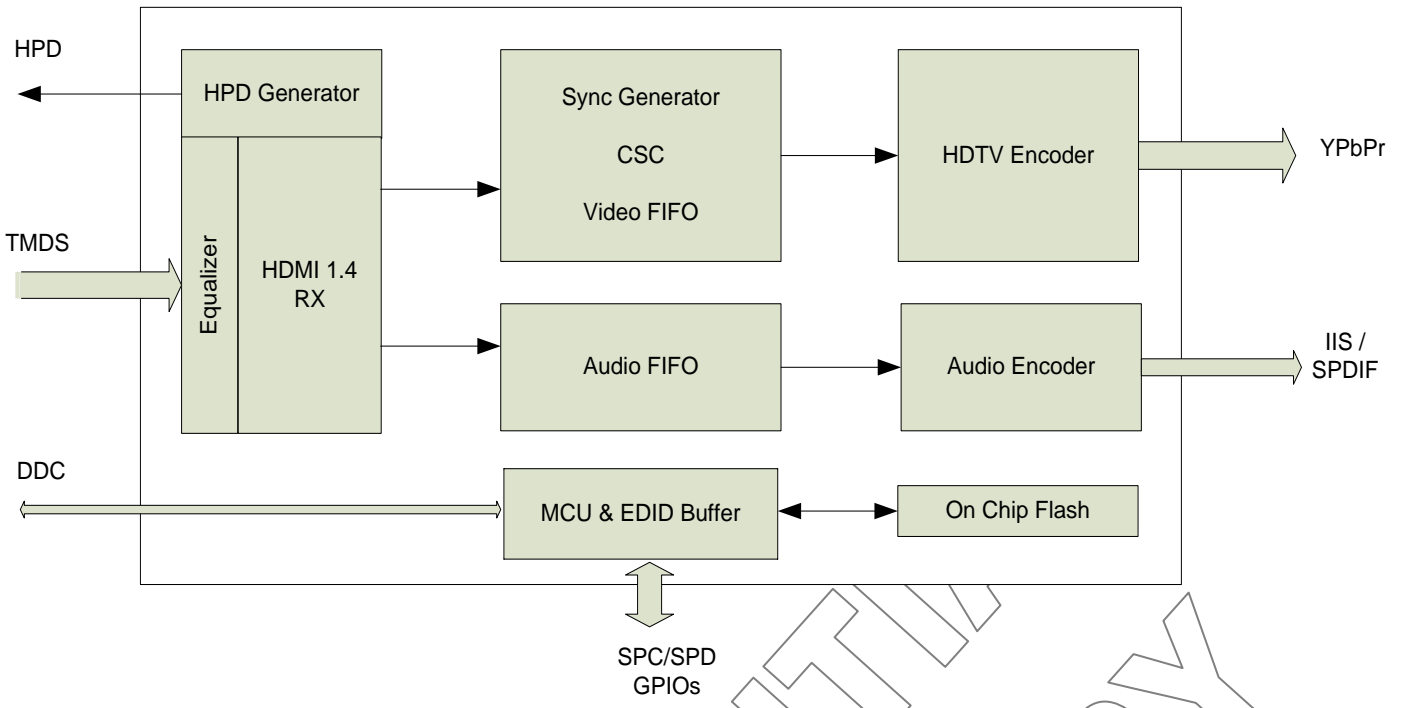 HPD
HPD Generator
Sync Generator
CSC
Video FIFO
HDTV Encoder
YPbPr
TMDS
Equalizer
HDMI 1.4
RX
Audio FIFO
Audio Encoder
IIS /
SPDIF
DDC
MCU & EDID Buffer
On Chip Flash
SPC/SPD
GPIOs